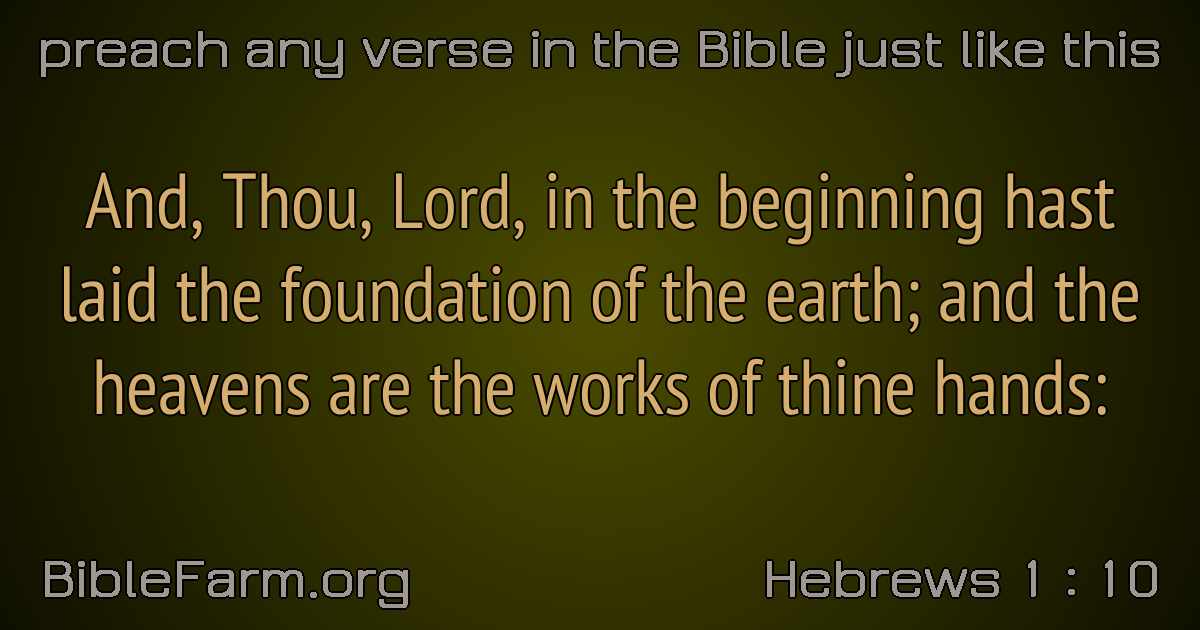 preach any verse in the Bible just like this
And, Thou, Lord, in the beginning hast
laid the foundation of the earth; and the
heavens are the works of thine hands:
BibleFarm.org
Hebrews 1 : 10